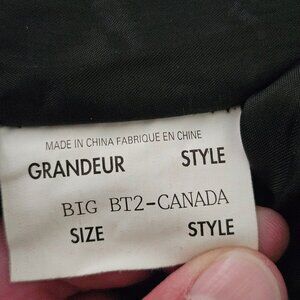 MADE IN CHINA FABRIQUE EN CHINE
GRANDEUR STYLE
BIG BT2-CANADA
SIZE STYLE